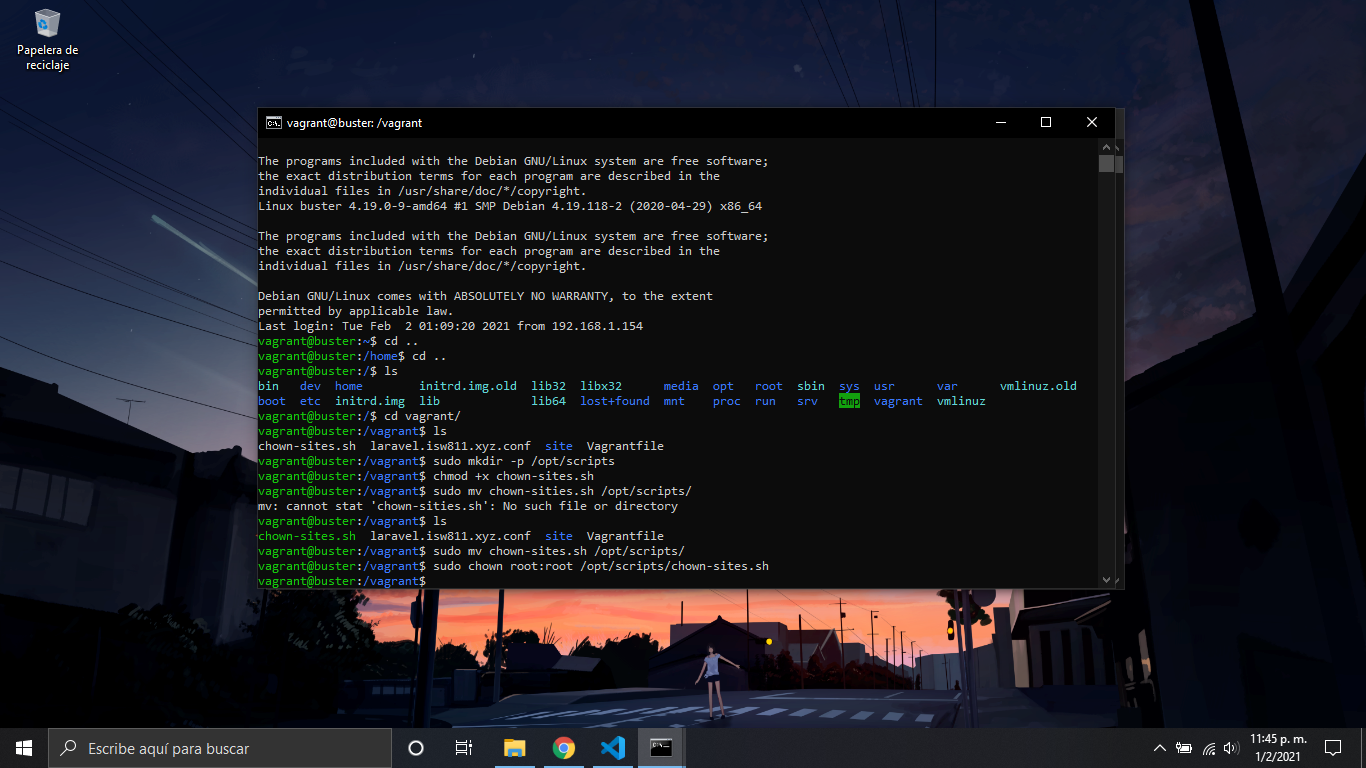 Papelera de
reciclaje
vagrant@buster: /vagrant
The programs included with the Debian GNU/Linux system are free software;
the exact distribution terms for each program are described in the
individual files in /usr/share/doc/*/copyright.
Linux buster 4.19.0-9-amd64 #1 SMP Debian 4.19.118-2 (2020-04-29) x86_64
The programs included with the Debian GNU/Linux system are free software;
the exact distribution terms for each program are described in the
individual files in /usr/share/doc/*/copyright.
Debian GNU/Linux comes with ABSOLUTELY NO WARRANTY, to the extent
permitted by applicable law.
Last login: Tue Feb  2 01:09:20 2021 from 192.168.1.154
vagrant@buster:~$ cd ..
vagrant@buster:/home$ cd ..
vagrant@buster:/$ ls
bin   dev  home        initrd.img.old  lib32  libx32      media  opt   root  sbin  sys  usr      var      vmlinuz.old
boot  etc  initrd.img  lib             lib64  lost+found  mnt    proc  run   srv   tmp  vagrant  vmlinuz
vagrant@buster:/$ cd vagrant/
vagrant@buster:/vagrant$ ls
chown-sites.sh  laravel.isw811.xyz.conf  site  Vagrantfile
vagrant@buster:/vagrant$ sudo mkdir -p /opt/scripts
vagrant@buster:/vagrant$ chmod +x chown-sites.sh
vagrant@buster:/vagrant$ sudo mv chown-sities.sh /opt/scripts/
mv: cannot stat 'chown-sities.sh': No such file or directory
vagrant@buster:/vagrant$ ls
chown-sites.sh  laravel.isw811.xyz.conf  site  Vagrantfile
vagrant@buster:/vagrant$ sudo mv chown-sites.sh /opt/scripts/
vagrant@buster:/vagrant$ sudo chown root:root /opt/scripts/chown-sites.sh
vagrant@buster:/vagrant$
Escribe aquí para buscar
11:45 p. m.
1/2/2021